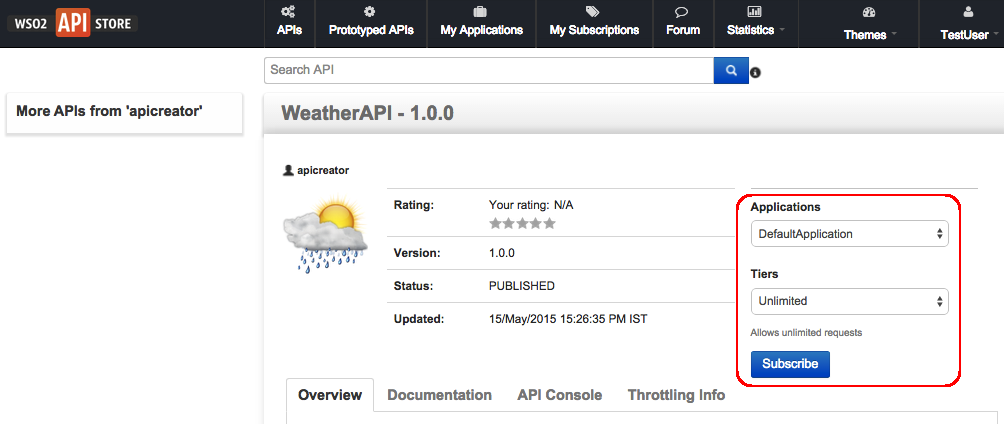 WSO2 API STORE
APIs
Prototyped APIs
My Applications
My Subscriptions
Forum
Statistics
Themes
TestUser
Search API
More APIs from 'apicreator'
WeatherAPI - 1.0.0
apicreator
Rating: Your rating: N/A
Version: 1.0.0
Status: PUBLISHED
Updated: 15/May/2015 15:26:35 PM IST
Applications
DefaultApplication
Tiers
Unlimited
Allows unlimited requests
Subscribe
Overview
Documentation
API Console
Throttling Info